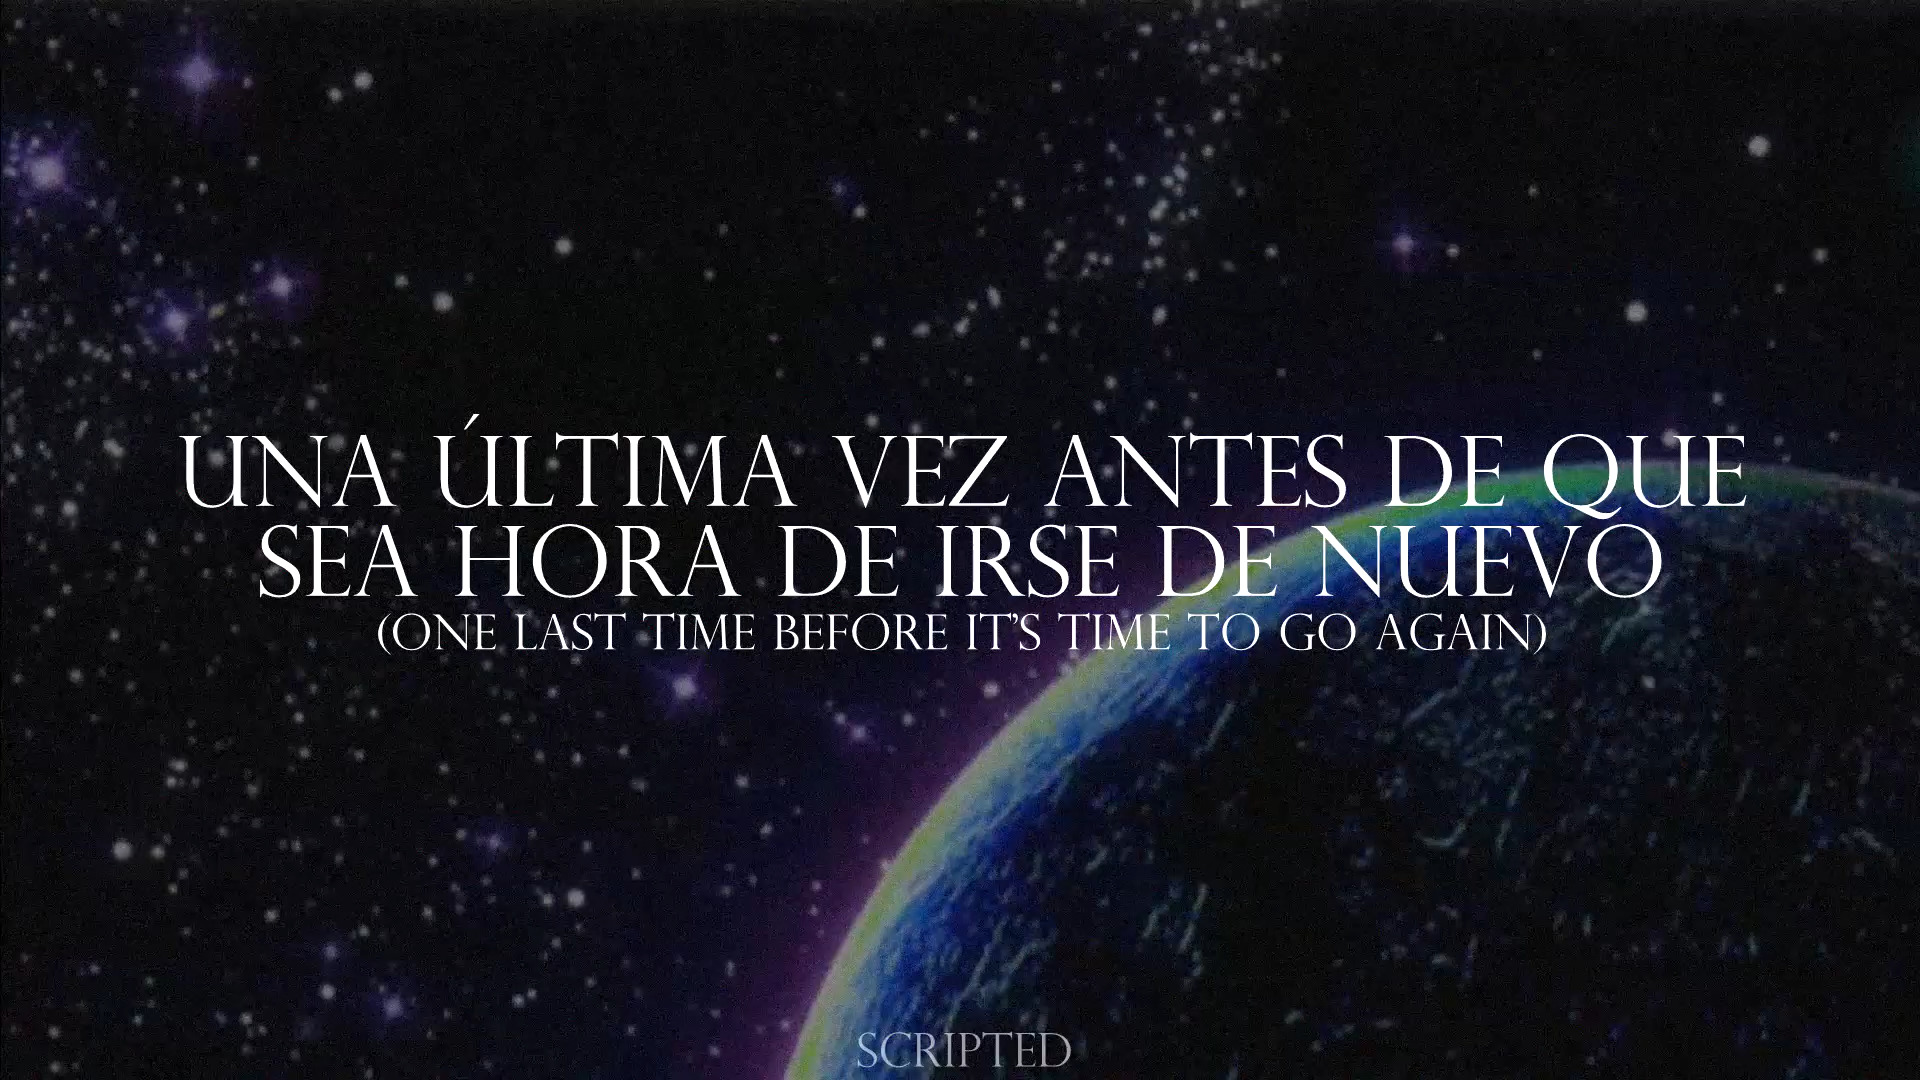 UNA ÚLTIMA VEZ ANTES DE QUE
SEA HORA DE IRSE DE NUEVO
(ONE LAST TIME BEFORE IT'S TIME TO GO AGAIN)
SCRIPTED